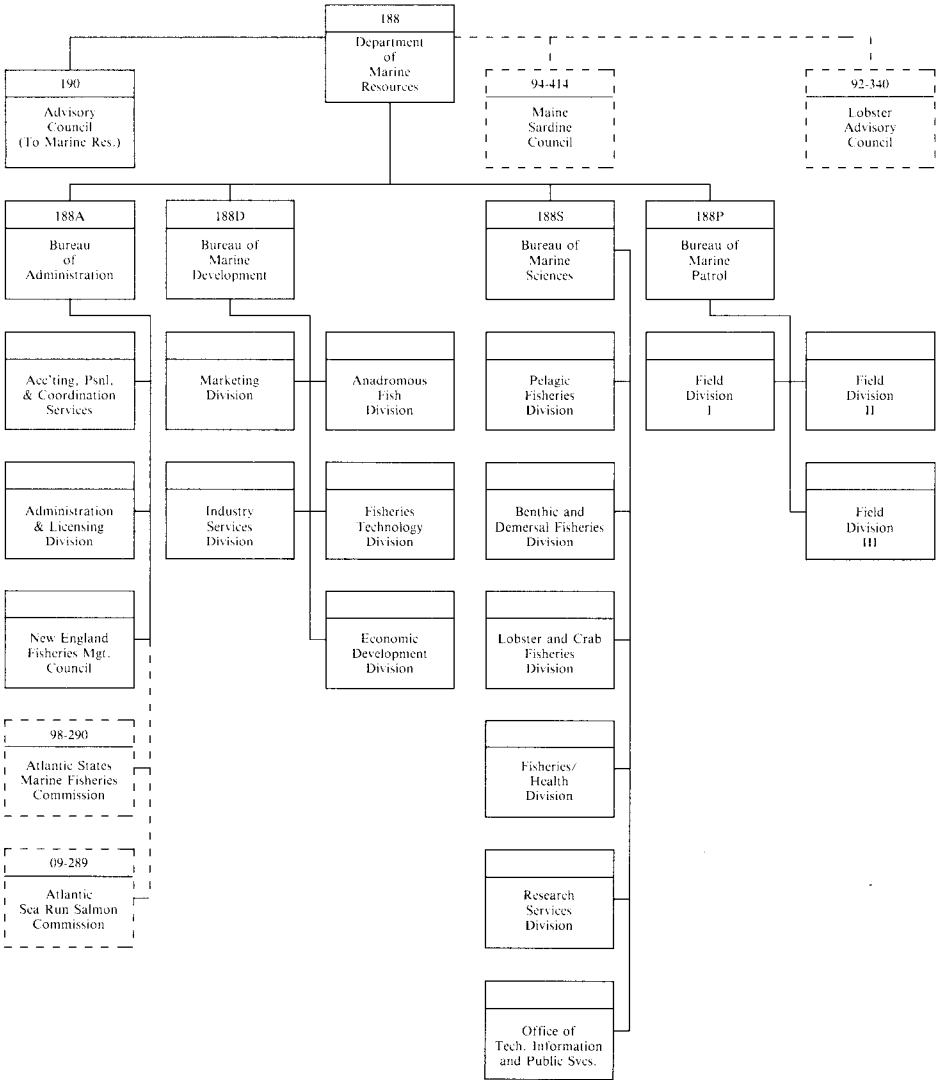 188
Department
of
Marine
Resources
190
Advisory
Council
(To Marine Res.)
94-414
Maine
Sardine
Council
92-340
Lobster
Advisory
Council
188A
Bureau
of
Administration
188D
Bureau of
Marine
Development
188S
Bureau of
Marine
Sciences
188P
Bureau of
Marine
Patrol
Acc'ting, Psnl,
& Coordination
Services
Marketing
Division
Anadromous
Fish
Division
Pelagic
Fisheries
Division
Field
Division
I
Field
Division
II
Administration
& Licensing
Division
Industry
Services
Division
Fisheries
Technology
Division
Benthic and
Demersal Fisheries
Division
Field
Division
III
New England
Fisheries Mgt.
Council
Economic
Development
Division
Lobster and Crab
Fisheries
Division
98-290
Atlantic States
Marine Fisheries
Commission
Fisheries/
Health
Division
09-289
Atlantic
Sea Run Salmon
Commission
Research
Services
Division
Office of
Tech. Information
and Public Svcs.